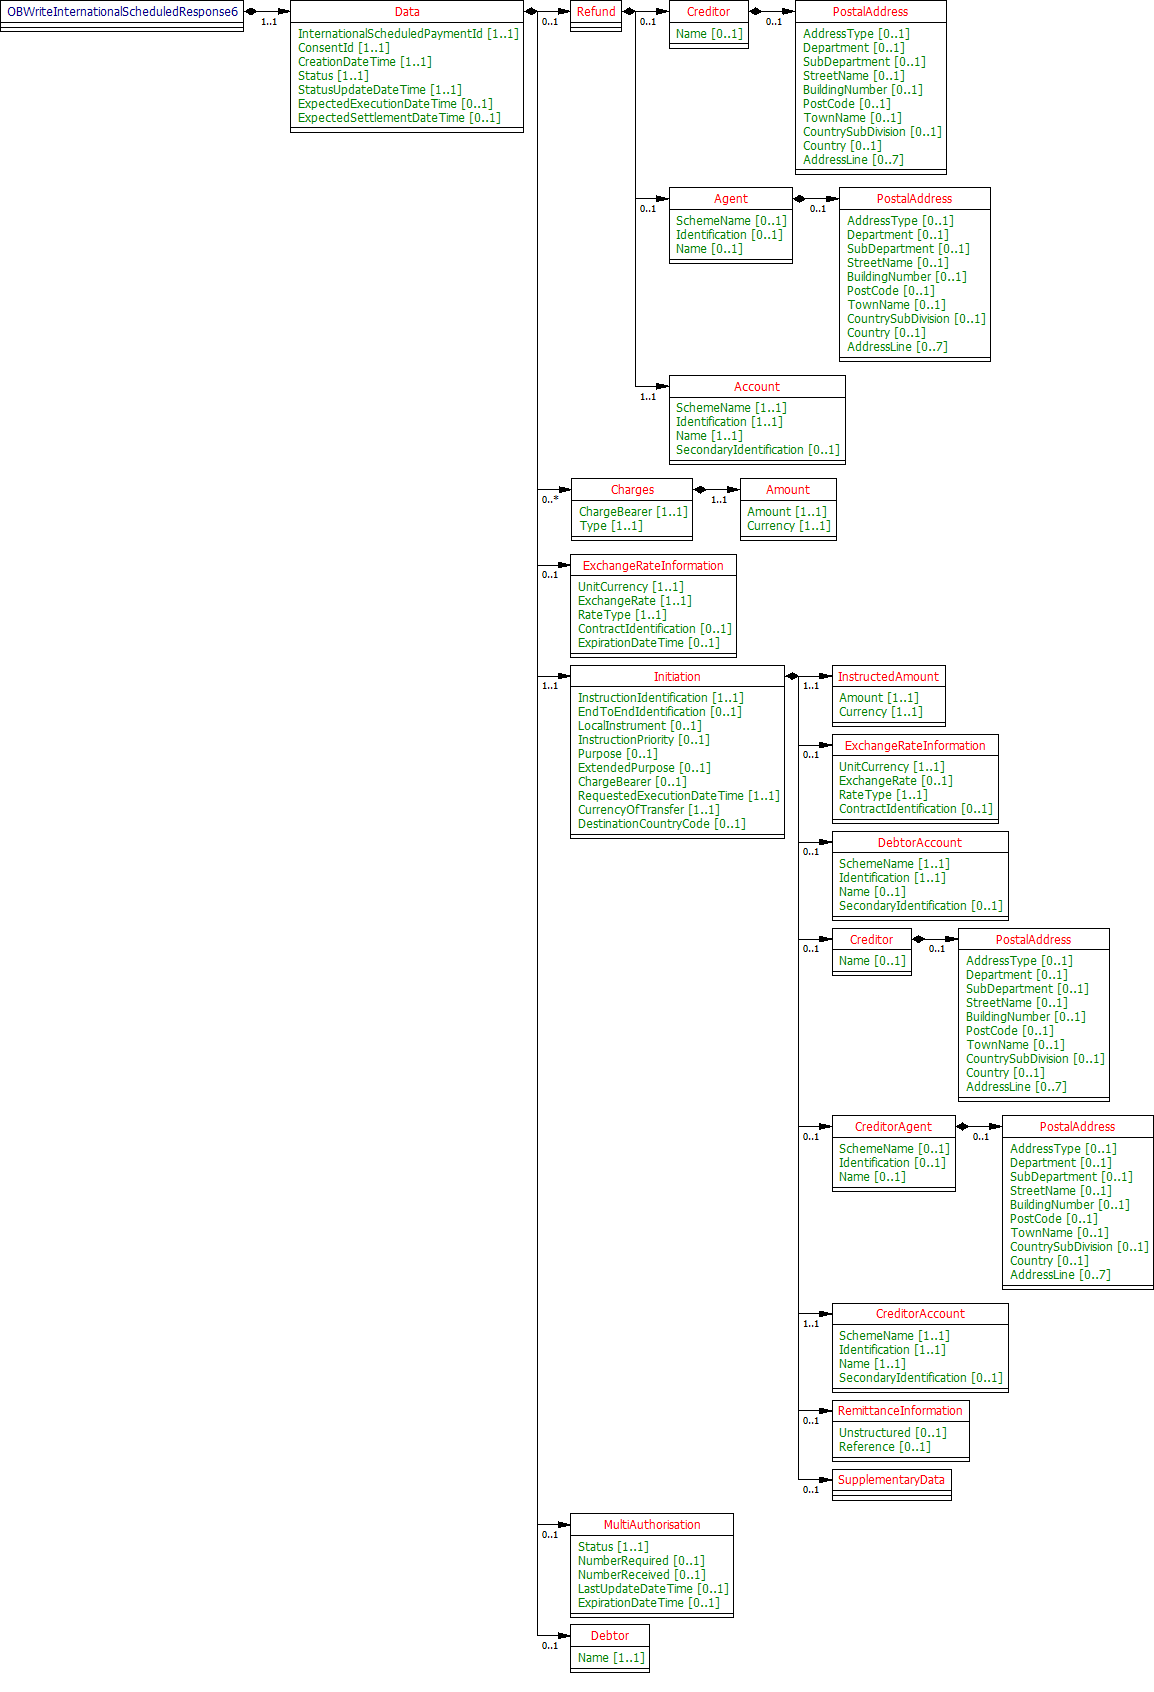 OBWriteInternationalScheduledResponse6
1..1
Data
InternationalScheduledPaymentId [1..1]
ConsentId [1..1]
CreationDateTime [1..1]
Status [1..1]
StatusUpdateDateTime [1..1]
ExpectedExecutionDateTime [0..1]
ExpectedSettlementDateTime [0..1]
0..1
Refund
0..1
Creditor
Name [0..1]
0..1
PostalAddress
AddressType [0..1]
Department [0..1]
SubDepartment [0..1]
StreetName [0..1]
BuildingNumber [0..1]
PostCode [0..1]
TownName [0..1]
CountrySubDivision [0..1]
Country [0..1]
AddressLine [0..7]
0..1
Agent
SchemeName [0..1]
Identification [0..1]
Name [0..1]
0..1
PostalAddress
AddressType [0..1]
Department [0..1]
SubDepartment [0..1]
StreetName [0..1]
BuildingNumber [0..1]
PostCode [0..1]
TownName [0..1]
CountrySubDivision [0..1]
Country [0..1]
AddressLine [0..7]
1..1
Account
SchemeName [1..1]
Identification [1..1]
Name [1..1]
SecondaryIdentification [0..1]
0..*
Charges
ChargeBearer [1..1]
Type [1..1]
1..1
Amount
Amount [1..1]
Currency [1..1]
0..1
ExchangeRateInformation
UnitCurrency [1..1]
ExchangeRate [1..1]
RateType [1..1]
ContractIdentification [0..1]
ExpirationDateTime [0..1]
1..1
Initiation
InstructionIdentification [1..1]
EndToEndIdentification [0..1]
LocalInstrument [0..1]
InstructionPriority [0..1]
Purpose [0..1]
ExtendedPurpose [0..1]
ChargeBearer [0..1]
RequestedExecutionDateTime [1..1]
CurrencyOfTransfer [1..1]
DestinationCountryCode [0..1]
1..1
InstructedAmount
Amount [1..1]
Currency [1..1]
0..1
ExchangeRateInformation
UnitCurrency [1..1]
ExchangeRate [0..1]
RateType [1..1]
ContractIdentification [0..1]
0..1
DebtorAccount
SchemeName [1..1]
Identification [1..1]
Name [0..1]
SecondaryIdentification [0..1]
0..1
Creditor
Name [0..1]
0..1
PostalAddress
AddressType [0..1]
Department [0..1]
SubDepartment [0..1]
StreetName [0..1]
BuildingNumber [0..1]
PostCode [0..1]
TownName [0..1]
CountrySubDivision [0..1]
Country [0..1]
AddressLine [0..7]
0..1
CreditorAgent
SchemeName [0..1]
Identification [0..1]
Name [0..1]
0..1
PostalAddress
AddressType [0..1]
Department [0..1]
SubDepartment [0..1]
StreetName [0..1]
BuildingNumber [0..1]
PostCode [0..1]
TownName [0..1]
CountrySubDivision [0..1]
Country [0..1]
AddressLine [0..7]
1..1
CreditorAccount
SchemeName [1..1]
Identification [1..1]
Name [1..1]
SecondaryIdentification [0..1]
0..1
RemittanceInformation
Unstructured [0..1]
Reference [0..1]
0..1
SupplementaryData
0..1
MultiAuthorisation
Status [1..1]
NumberRequired [0..1]
NumberReceived [0..1]
LastUpdateDateTime [0..1]
ExpirationDateTime [0..1]
0..1
Debtor
Name [1..1]